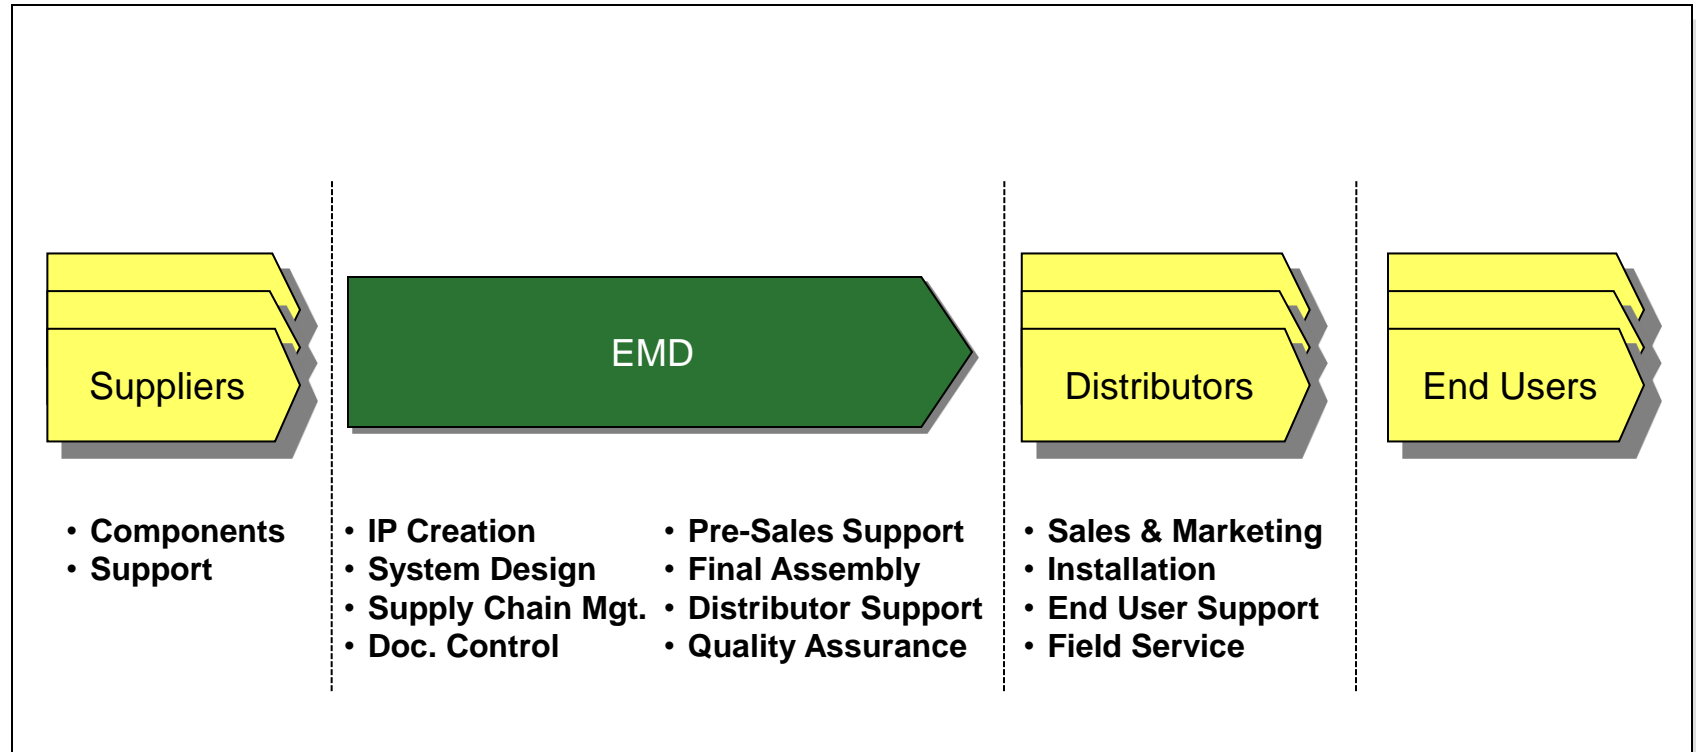 Suppliers
EMD
Distributors
End Users
• Components
• Support
• IP Creation
• System Design
• Supply Chain Mgt.
• Doc. Control
• Pre-Sales Support
• Final Assembly
• Distributor Support
• Quality Assurance
• Sales & Marketing
• Installation
• End User Support
• Field Service